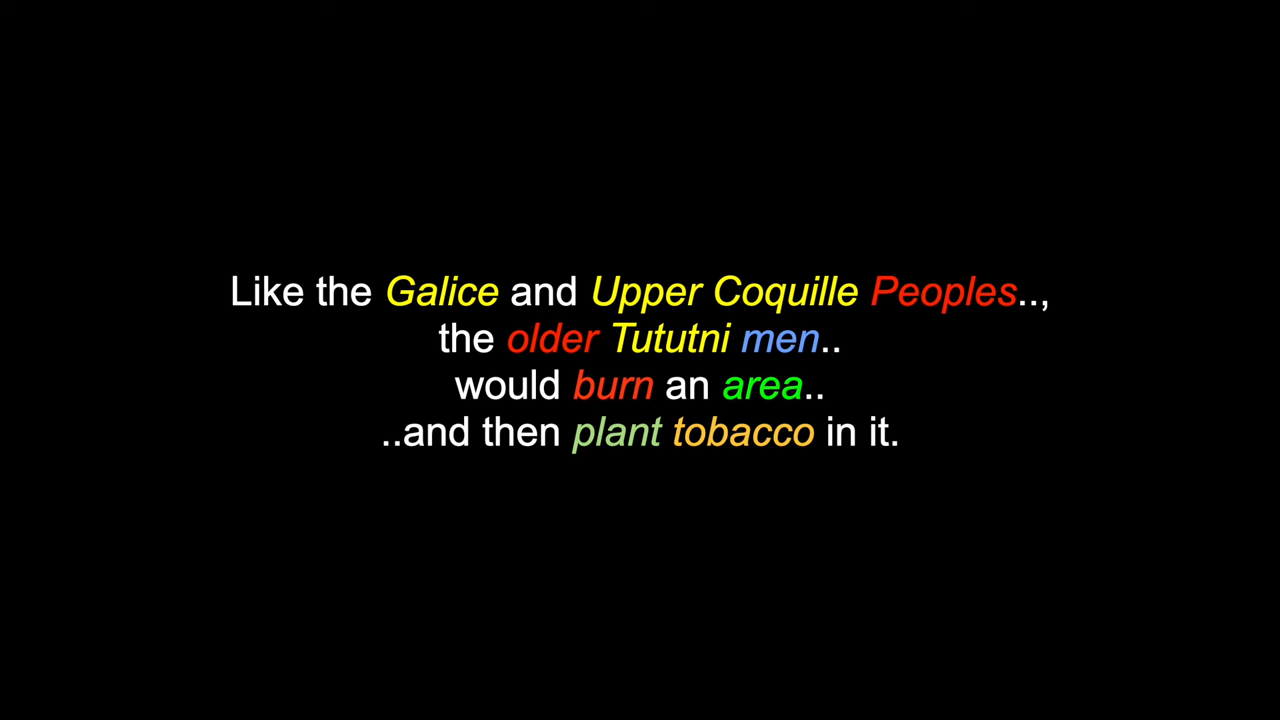 Like the Galice and Upper Coquille Peoples..,
the older Tututni men..
would burn an area..
..and then plant tobacco in it.